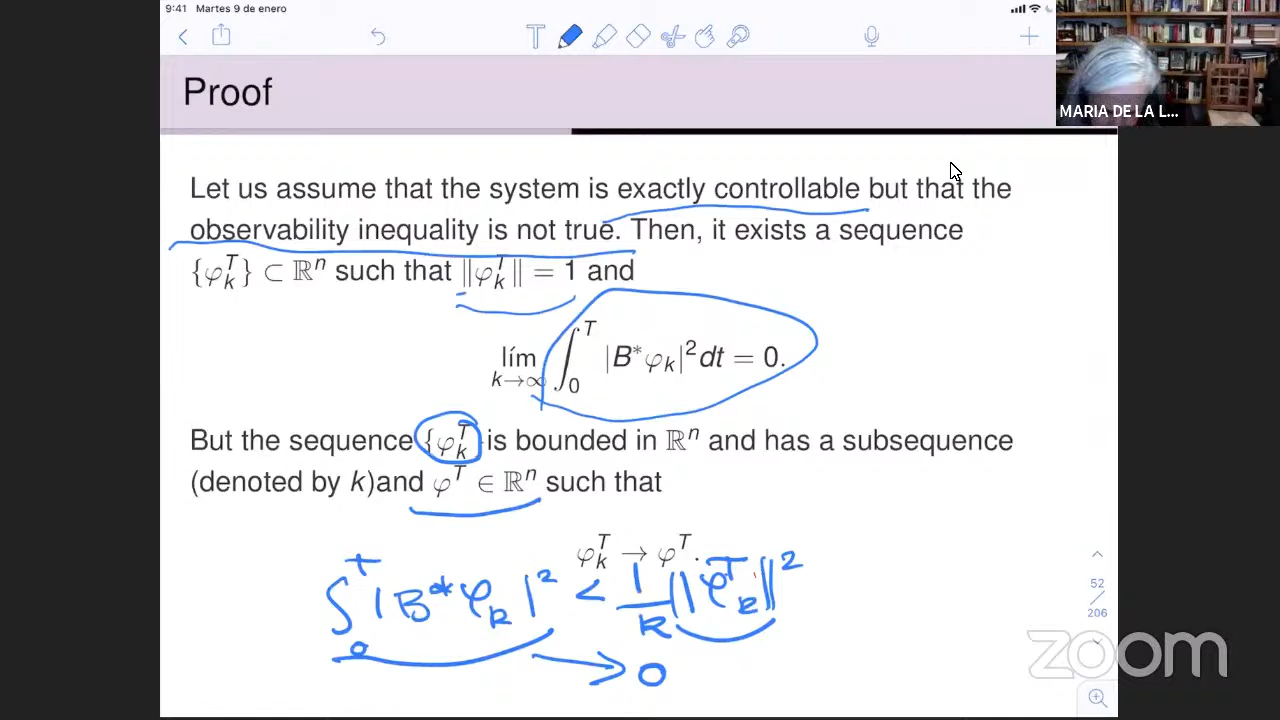 9:41 Martes 9 de enero
Proof
MARIA DE LA L...
Let us assume that the system is exactly controllable but that the
observability inequality is not true. Then, it exists a sequence
{φ_k^T} ⊂ ℝⁿ such that ‖φ_k^T‖ = 1 and
lím_{k→∞} ∫_0^T |B*φ_k|² dt = 0.
But the sequence {φ_k^T is bounded in ℝⁿ and has a subsequence
(denoted by k)and φ^T ∈ ℝⁿ such that
φ_k^T → φ^T.
∫_0^T |B*φ_k|² < 1/k ‖φ_k^T‖²
→ 0
52
/
206
zoom